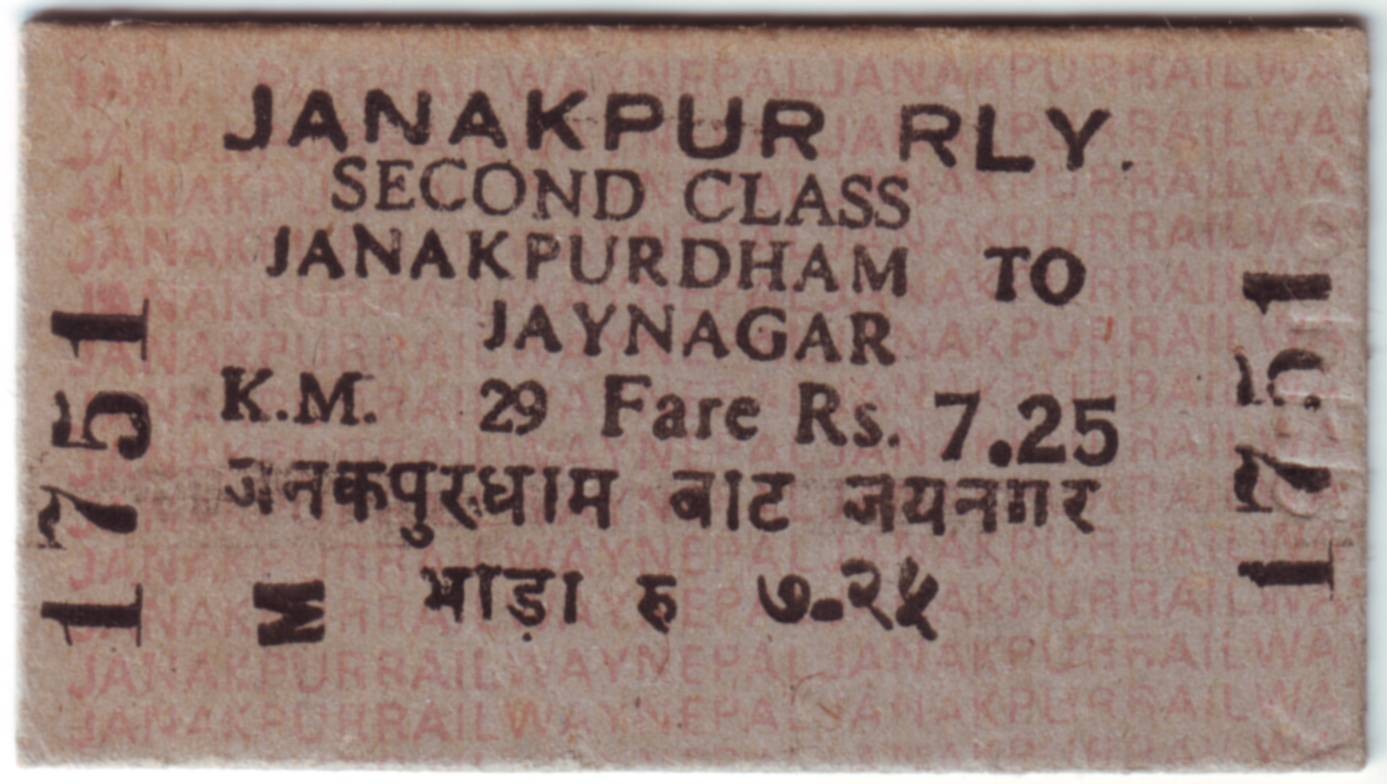 JANAKPUR RLY.
SECOND CLASS
JANAKPURDHAM TO
JAYNAGAR
K.M. 29 Fare Rs. 7.25
जनकपुरधाम बाट जयनगर
M भाडा रु ७-२५
1751
1751
JANAKPURRAILWAYNEPALJANAKPURRAILWA